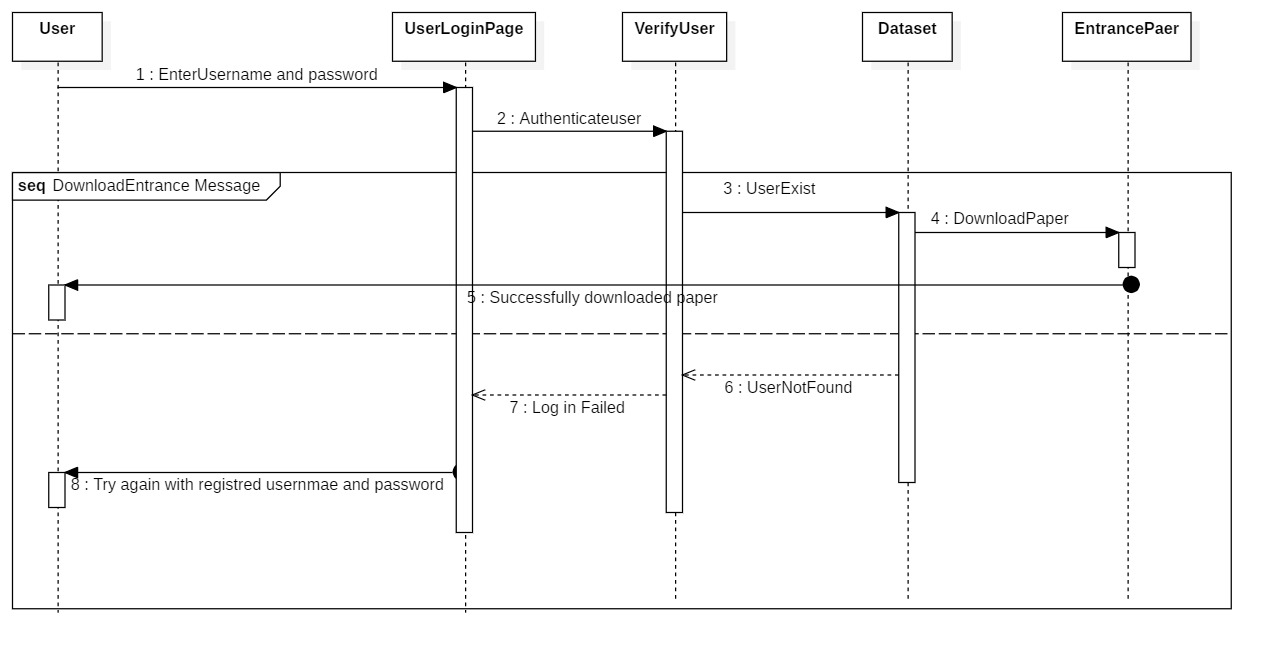 User
UserLoginPage
VerifyUser
Dataset
EntrancePaer
1 : EnterUsername and password
2 : Authenticateuser
seq DownloadEntrance Message
3 : UserExist
4 : DownloadPaper
5 : Successfully downloaded paper
6 : UserNotFound
7 : Log in Failed
8 : Try again with registred usernmae and password